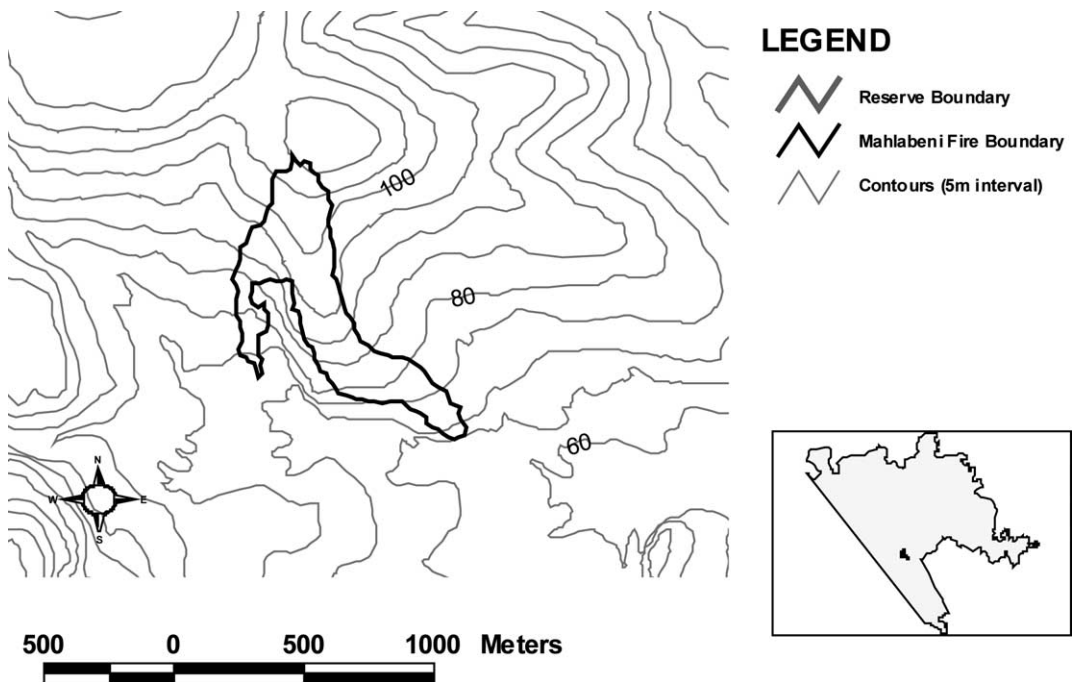 LEGEND
Reserve Boundary
Mahlabeni Fire Boundary
Contours (5m interval)
100
80
60
N
W E
S
500 0 500 1000 Meters